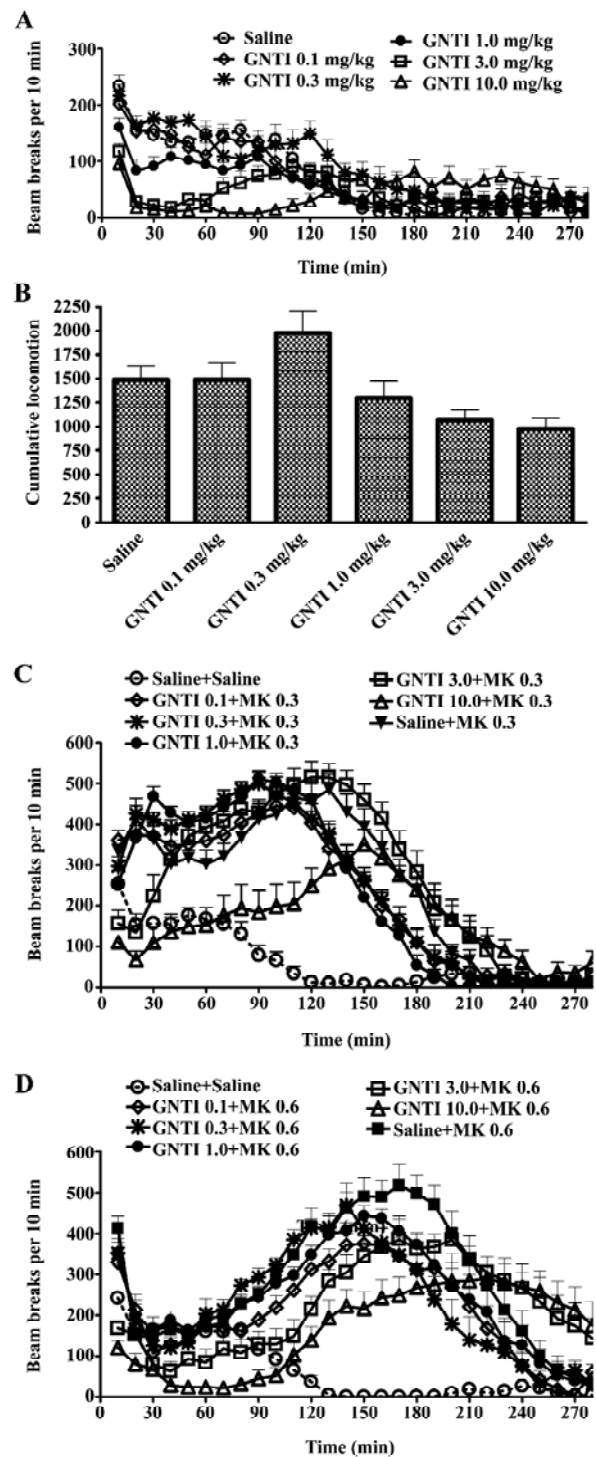 A
Saline
GNTI 0.1 mg/kg
GNTI 0.3 mg/kg
GNTI 1.0 mg/kg
GNTI 3.0 mg/kg
GNTI 10.0 mg/kg
Beam breaks per 10 min
300
200
100
0
30 60 90 120 150 180 210 240 270
Time (min)
B
Cumulative locomotion
2250
2000
1750
1500
1250
1000
750
500
250
0
Saline
GNTI 0.1 mg/kg
GNTI 0.3 mg/kg
GNTI 1.0 mg/kg
GNTI 3.0 mg/kg
GNTI 10.0 mg/kg
C
Saline+Saline
GNTI 0.1+MK 0.3
GNTI 0.3+MK 0.3
GNTI 1.0+MK 0.3
GNTI 3.0+MK 0.3
GNTI 10.0+MK 0.3
Saline+MK 0.3
Beam breaks per 10 min
600
500
400
300
200
100
0
0 30 60 90 120 150 180 210 240 270
Time (min)
D
Saline+Saline
GNTI 0.1+MK 0.6
GNTI 0.3+MK 0.6
GNTI 1.0+MK 0.6
GNTI 3.0+MK 0.6
GNTI 10.0+MK 0.6
Saline+MK 0.6
Beam breaks per 10 min
600
500
400
300
200
100
000
0 30 60 90 120 150 180 210 240 270
Time (min)